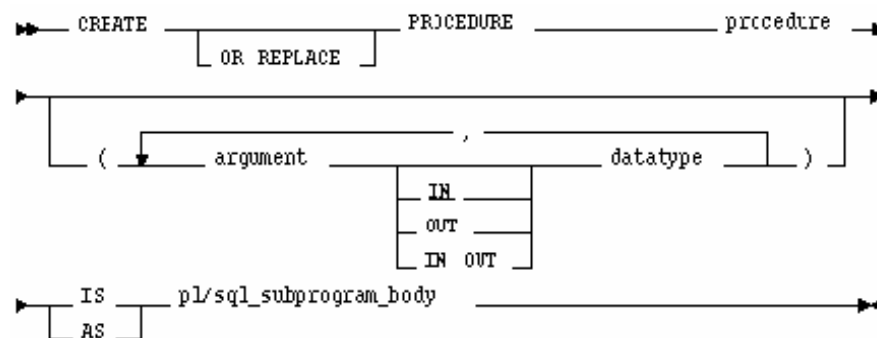 CREATE PROCEDURE procedure
OR REPLACE
,
( argument datatype )
IN
OUT
IN OUT
IS pl/sql_subprogram_body
AS